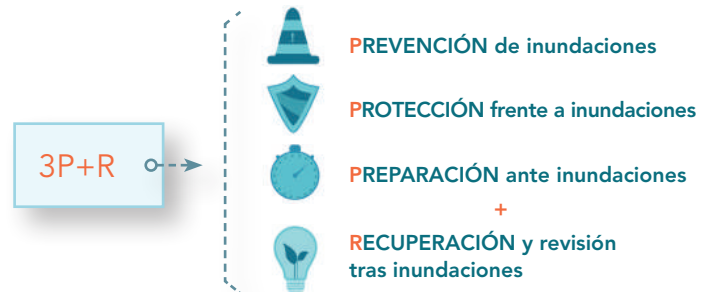 3P+R
PREVENCIÓN de inundaciones
PROTECCIÓN frente a inundaciones
PREPARACIÓN ante inundaciones
+
RECUPERACIÓN y revisión
tras inundaciones